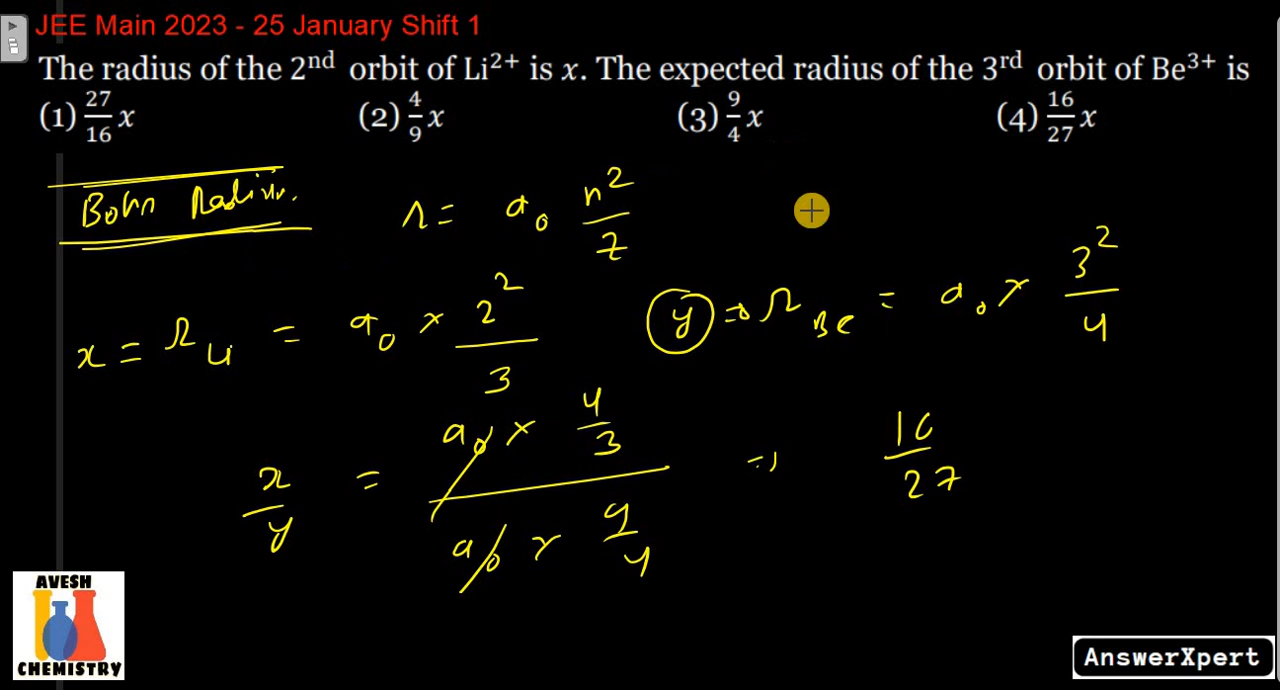 JEE Main 2023 - 25 January Shift 1
The radius of the 2ⁿᵈ orbit of Li²⁺ is x. The expected radius of the 3ʳᵈ orbit of Be³⁺ is
(1) 27/16 x (2) 4/9 x (3) 9/4 x (4) 16/27 x
Bohr Radius.
r = a₀ n²/Z
x = r Li = a₀ × 2²/3
y ⇒ r Be = a₀ × 3²/4
x/y = a₀ × 4/3 / a₀ × 9/4 ⇒ 16/27
AVESH
CHEMISTRY
AnswerXpert